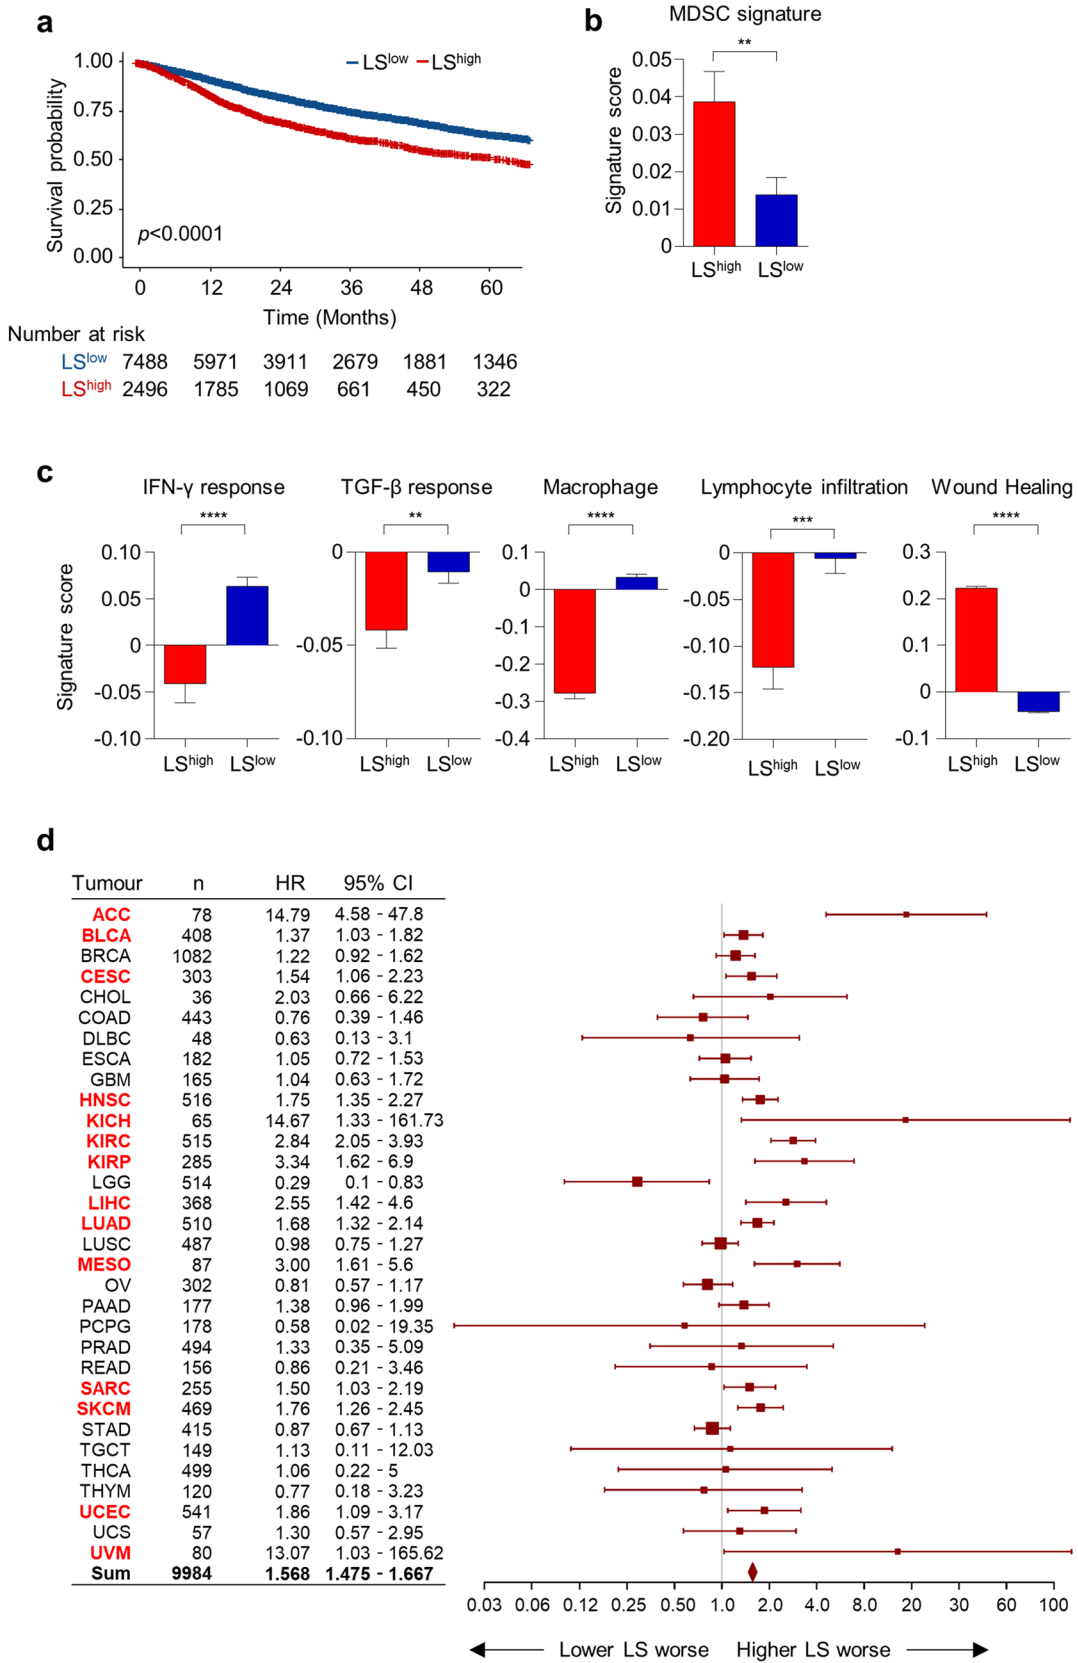 a
1.00
0.75
0.50
0.25
0.00
Survival probability
LSlow LShigh
p<0.0001
0 12 24 36 48 60
Time (Months)
Number at risk
LSlow 7488 5971 3911 2679 1881 1346
LShigh 2496 1785 1069 661 450 322
b
MDSC signature
**
Signature score
0.05
0.04
0.03
0.02
0.01
0
LShigh LSlow
c
Signature score
IFN-γ response
****
0.10
0.05
0
-0.05
-0.10
LShigh LSlow
TGF-β response
**
0
-0.05
-0.10
LShigh LSlow
Macrophage
****
0.1
0
-0.1
-0.2
-0.3
-0.4
LShigh LSlow
Lymphocyte infiltration
***
0
-0.05
-0.10
-0.15
-0.20
LShigh LSlow
Wound Healing
****
0.3
0.2
0.1
0
-0.1
LShigh LSlow
d
Tumour n HR 95% CI
ACC 78 14.79 4.58 - 47.8
BLCA 408 1.37 1.03 - 1.82
BRCA 1082 1.22 0.92 - 1.62
CESC 303 1.54 1.06 - 2.23
CHOL 36 2.03 0.66 - 6.22
COAD 443 0.76 0.39 - 1.46
DLBC 48 0.63 0.13 - 3.1
ESCA 182 1.05 0.72 - 1.53
GBM 165 1.04 0.63 - 1.72
HNSC 516 1.75 1.35 - 2.27
KICH 65 14.67 1.33 - 161.73
KIRC 515 2.84 2.05 - 3.93
KIRP 285 3.34 1.62 - 6.9
LGG 514 0.29 0.1 - 0.83
LIHC 368 2.55 1.42 - 4.6
LUAD 510 1.68 1.32 - 2.14
LUSC 487 0.98 0.75 - 1.27
MESO 87 3.00 1.61 - 5.6
OV 302 0.81 0.57 - 1.17
PAAD 177 1.38 0.96 - 1.99
PCPG 178 0.58 0.02 - 19.35
PRAD 494 1.33 0.35 - 5.09
READ 156 0.86 0.21 - 3.46
SARC 255 1.50 1.03 - 2.19
SKCM 469 1.76 1.26 - 2.45
STAD 415 0.87 0.67 - 1.13
TGCT 149 1.13 0.11 - 12.03
THCA 499 1.06 0.22 - 5
THYM 120 0.77 0.18 - 3.23
UCEC 541 1.86 1.09 - 3.17
UCS 57 1.30 0.57 - 2.95
UVM 80 13.07 1.03 - 165.62
Sum 9984 1.568 1.475 - 1.667
0.03 0.06 0.12 0.25 0.50 1.0 2.0 4.0 8.0 20 30 60 100
Lower LS worse Higher LS worse